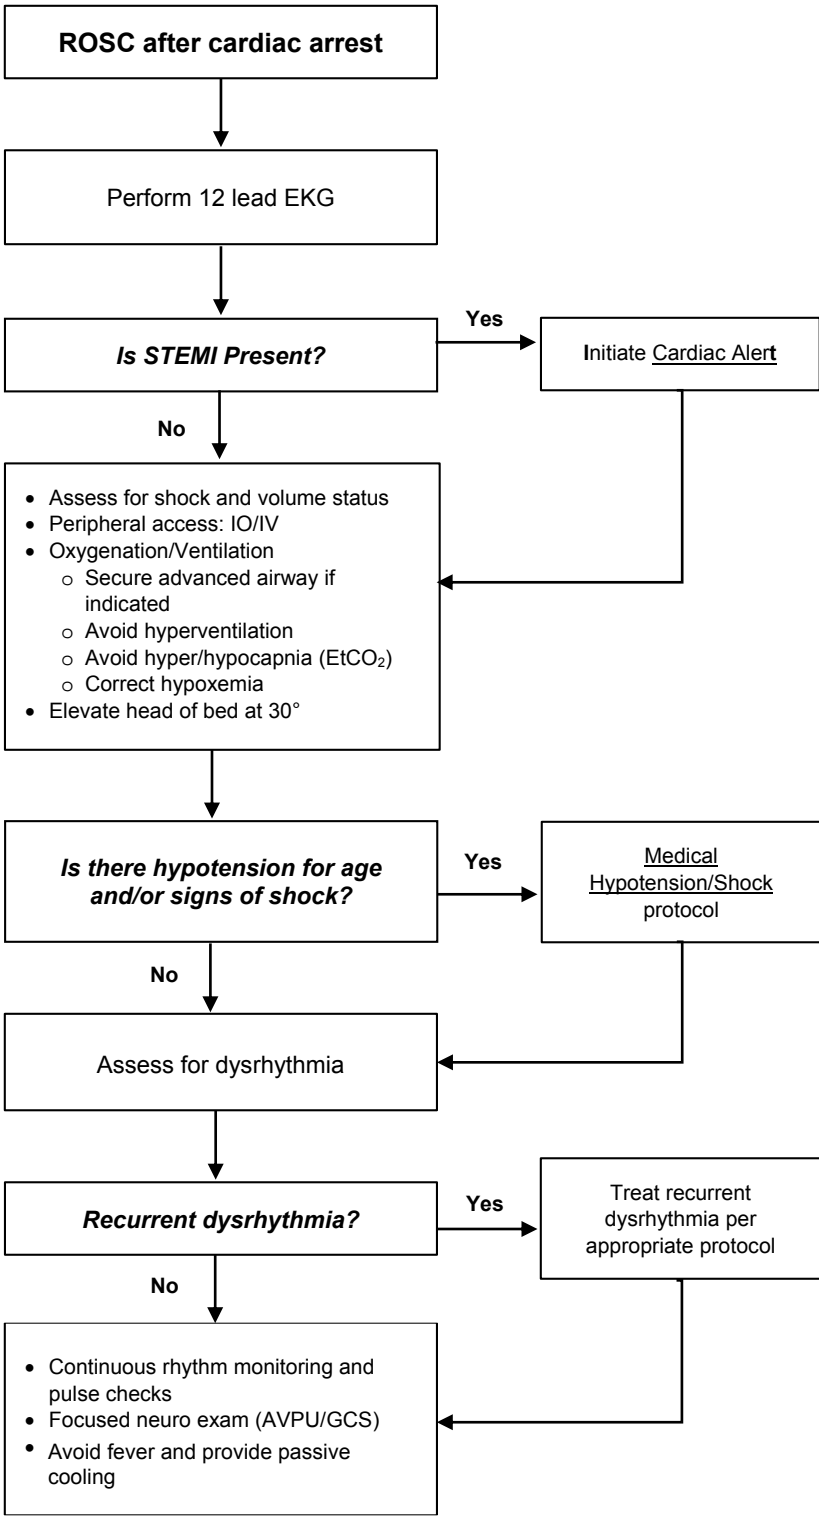 ROSC after cardiac arrest
Perform 12 lead EKG
Is STEMI Present?
Yes
Initiate Cardiac Alert
No
• Assess for shock and volume status
• Peripheral access: IO/IV
• Oxygenation/Ventilation
o Secure advanced airway if
indicated
o Avoid hyperventilation
o Avoid hyper/hypocapnia (EtCO₂)
o Correct hypoxemia
• Elevate head of bed at 30°
Is there hypotension for age
and/or signs of shock?
Yes
Medical
Hypotension/Shock
protocol
No
Assess for dysrhythmia
Recurrent dysrhythmia?
Yes
Treat recurrent
dysrhythmia per
appropriate protocol
No
• Continuous rhythm monitoring and
pulse checks
• Focused neuro exam (AVPU/GCS)
• Avoid fever and provide passive
cooling